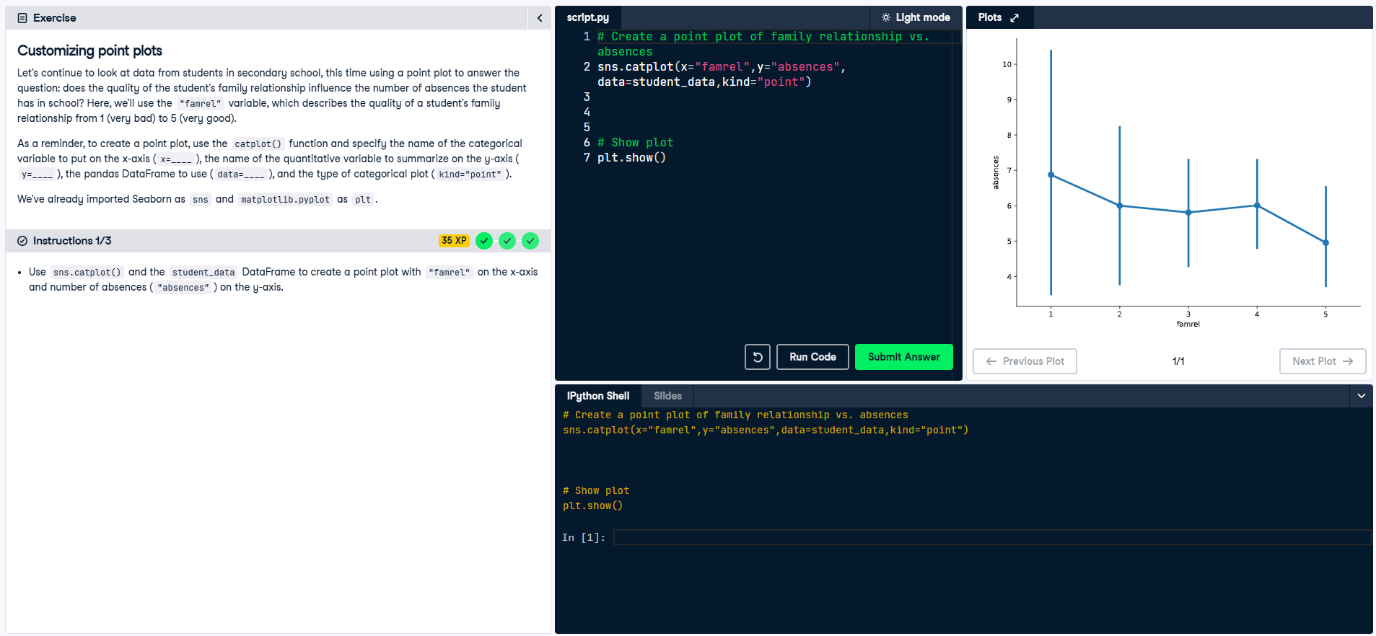 Exercise
Customizing point plots
Let's continue to look at data from students in secondary school, this time using a point plot to answer the
question: does the quality of the student's family relationship influence the number of absences the student
has in school? Here, we'll use the "famrel" variable, which describes the quality of a student's family
relationship from 1 (very bad) to 5 (very good).
As a reminder, to create a point plot, use the catplot() function and specify the name of the categorical
variable to put on the x-axis ( x=____ ), the name of the quantitative variable to summarize on the y-axis (
y=____ ), the pandas DataFrame to use ( data=____ ), and the type of categorical plot ( kind="point" ).
We've already imported Seaborn as sns and matplotlib.pyplot as plt .
Instructions 1/3
35 XP
• Use sns.catplot() and the student_data DataFrame to create a point plot with "famrel" on the x-axis
and number of absences ( "absences" ) on the y-axis.
script.py
Light mode
1 # Create a point plot of family relationship vs.
absences
2 sns.catplot(x="famrel",y="absences",
data=student_data,kind="point")
3
4
5
6 # Show plot
7 plt.show()
Run Code
Submit Answer
Plots
10
9
8
7
6
5
4
absences
1 2 3 4 5
famrel
← Previous Plot
1/1
Next Plot →
IPython Shell
Slides
# Create a point plot of family relationship vs. absences
sns.catplot(x="famrel",y="absences",data=student_data,kind="point")
# Show plot
plt.show()
In [1]: